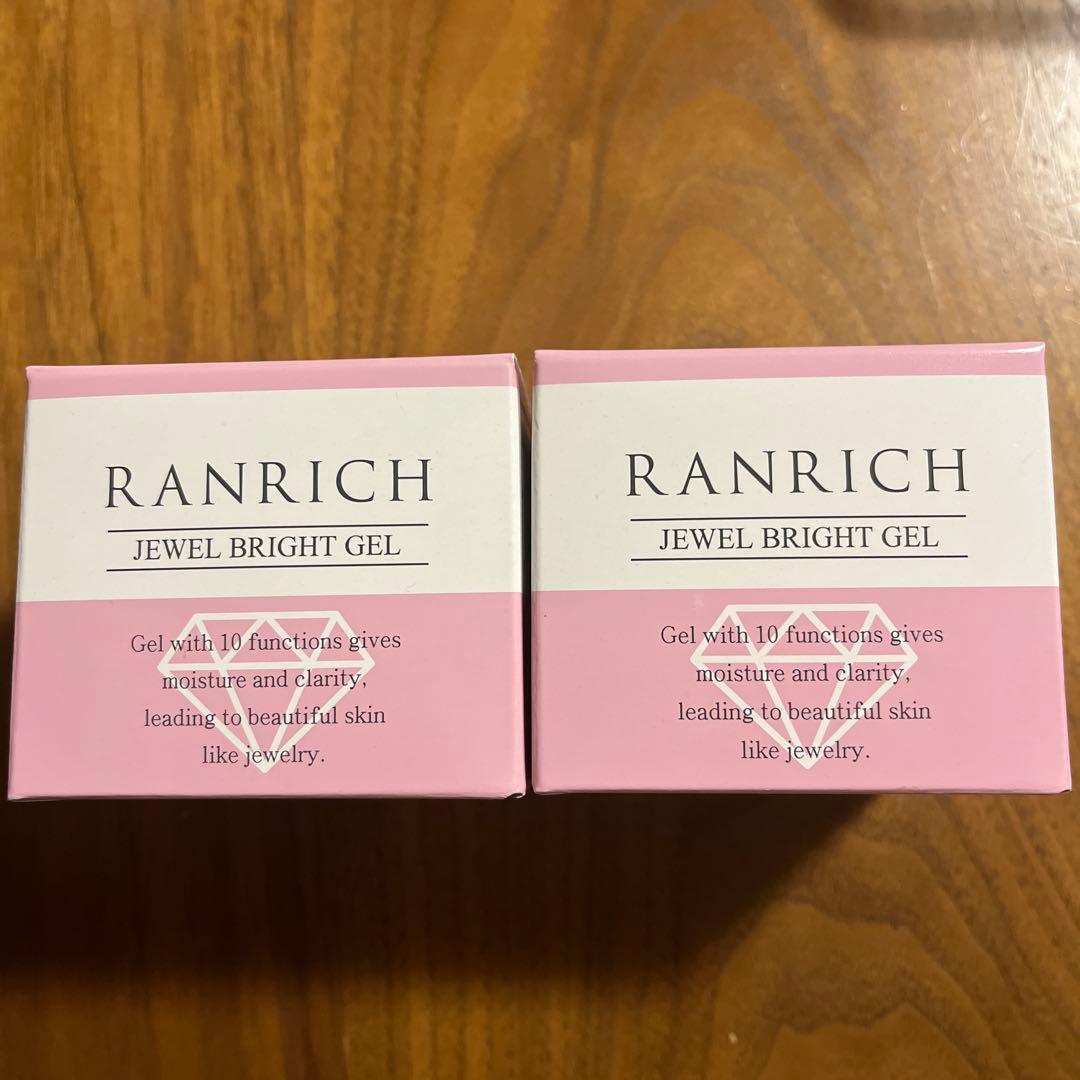 RANRICH
JEWEL BRIGHT GEL
Gel with 10 functions gives
moisture and clarity,
leading to beautiful skin
like jewelry.
RANRICH
JEWEL BRIGHT GEL
Gel with 10 functions gives
moisture and clarity,
leading to beautiful skin
like jewelry.